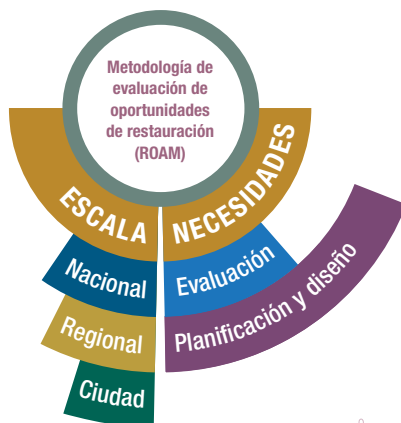 Metodología de
evaluación de
oportunidades
de restauración
(ROAM)
ESCALA
NECESIDADES
Nacional
Evaluación
Regional
Planificación y diseño
Ciudad